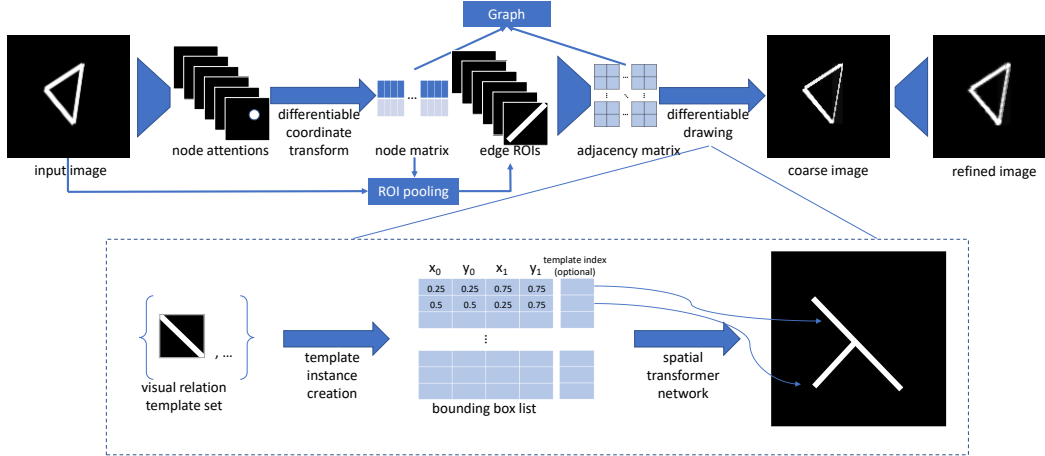 Graph
input image
node attentions
differentiable
coordinate
transform
node matrix
...
edge ROIs
adjacency matrix
differentiable
drawing
coarse image
refined image
ROI pooling
visual relation
template set
, ...
template
instance
creation
x0 y0 x1 y1 template index
(optional)
0.25 0.25 0.75 0.75
0.5 0.5 0.25 0.75
...
bounding box list
spatial
transformer
network